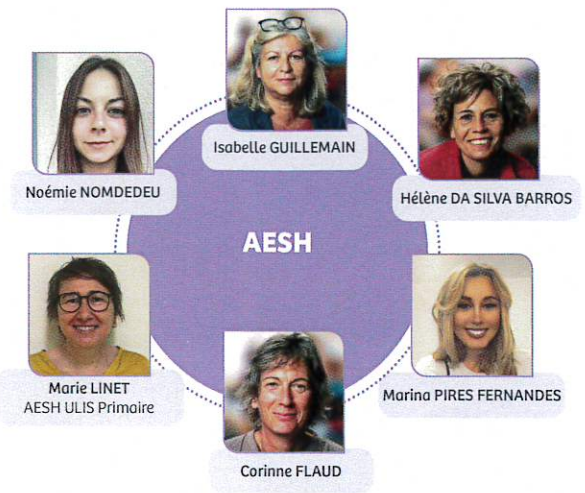 Isabelle GUILLEMAIN
Noémie NOMDEDEU
Hélène DA SILVA BARROS
AESH
Marie LINET
AESH ULIS Primaire
Marina PIRES FERNANDES
Corinne FLAUD